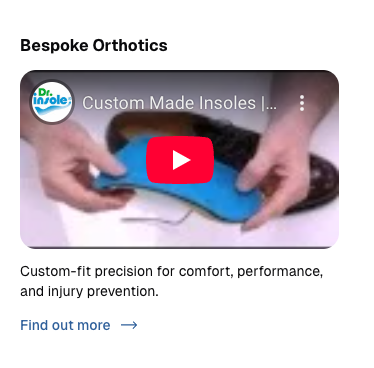 Bespoke Orthotics
Dr.
insole
Custom Made Insoles |...
Custom-fit precision for comfort, performance,
and injury prevention.
Find out more